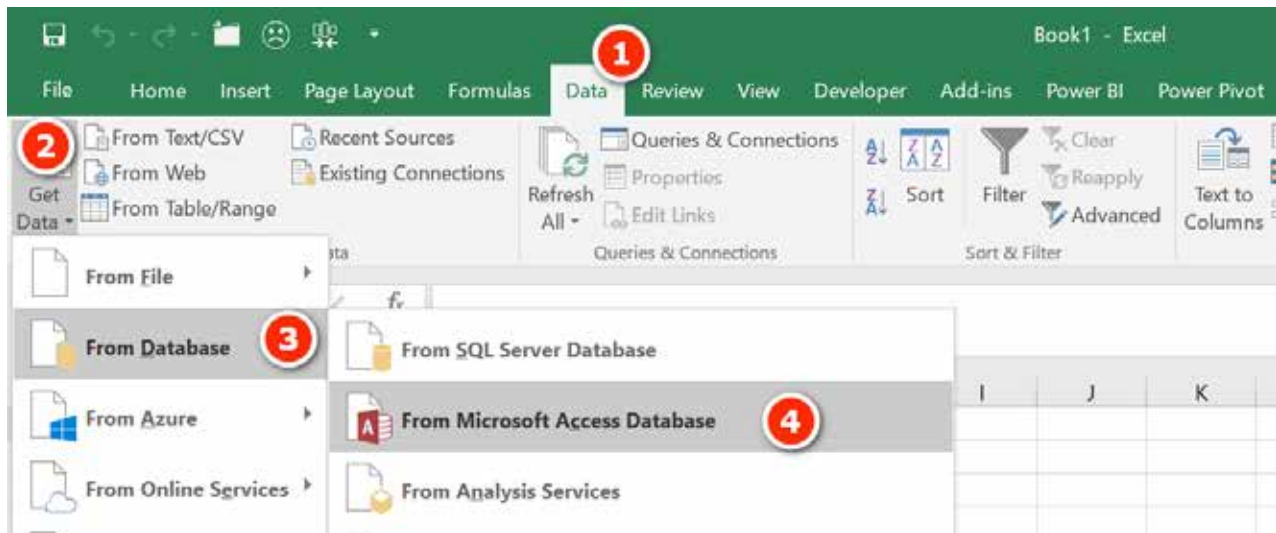 Book1 - Excel
1
File Home Insert Page Layout Formulas Data Review View Developer Add-ins Power BI Power Pivot
2
From Text/CSV
From Web
From Table/Range
Get
Data
Recent Sources
Existing Connections
Refresh
All
Queries & Connections
Properties
Edit Links
Queries & Connections
Sort
Filter
Clear
Reapply
Advanced
Sort & Filter
Text to
Columns
fx
From File
From Database 3
From Azure
From Online Services
From SQL Server Database
From Microsoft Access Database 4
From Analysis Services
I J K